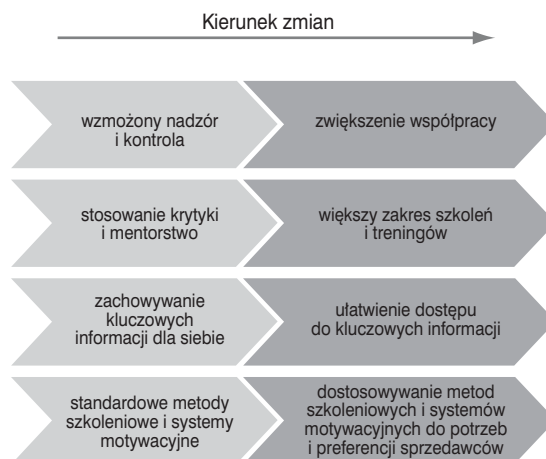 Kierunek zmian
wzmożony nadzór
i kontrola
zwiększenie współpracy
stosowanie krytyki
i mentorstwo
większy zakres szkoleń
i treningów
zachowywanie
kluczowych
informacji dla siebie
ułatwienie dostępu
do kluczowych informacji
standardowe metody
szkoleniowe i systemy
motywacyjne
dostosowywanie metod
szkoleniowych i systemów
motywacyjnych do potrzeb
i preferencji sprzedawców